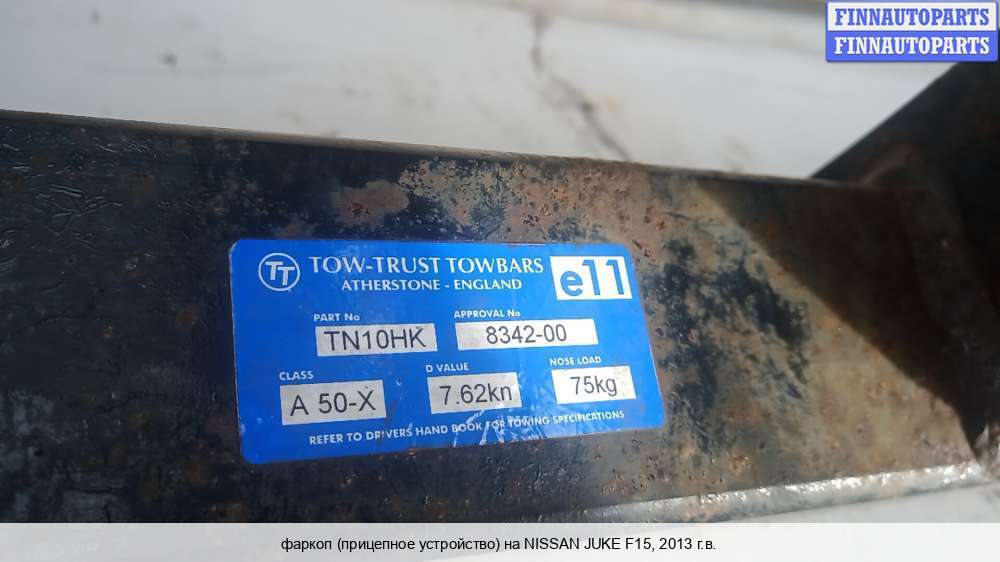 FINNAUTOPARTS
FINNAUTOPARTS
TT TOW-TRUST TOWBARS
ATHERSTONE - ENGLAND
e11
PART No
TN10HK
APPROVAL No
8342-00
CLASS
A 50-X
D VALUE
7.62kn
NOSE LOAD
75kg
REFER TO DRIVERS HAND BOOK FOR TOWING SPECIFICATIONS
фаркоп (прицепное устройство) на NISSAN JUKE F15, 2013 г.в.